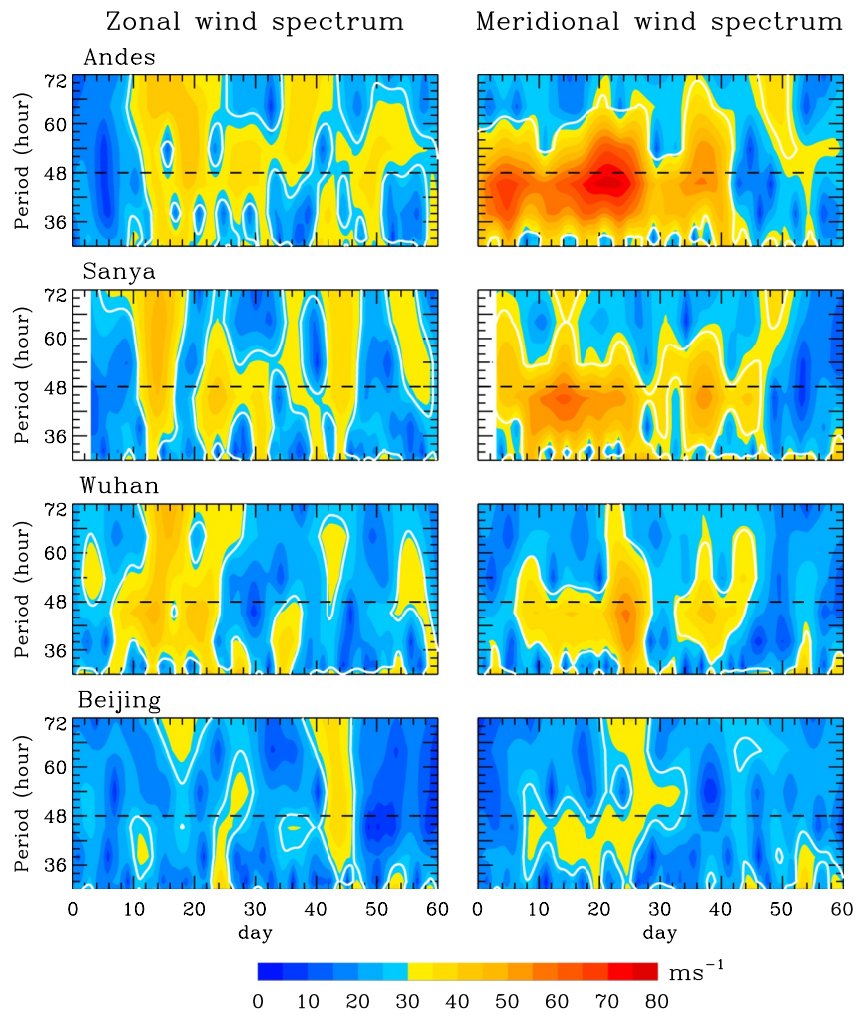 Zonal wind spectrum Meridional wind spectrum
Andes
72
60
48
36
Period (hour)
Sanya
72
60
48
36
Period (hour)
Wuhan
72
60
48
36
Period (hour)
Beijing
72
60
48
36
Period (hour)
0 10 20 30 40 50 60 0 10 20 30 40 50 60
day day
0 10 20 30 40 50 60 70 80 ms⁻¹